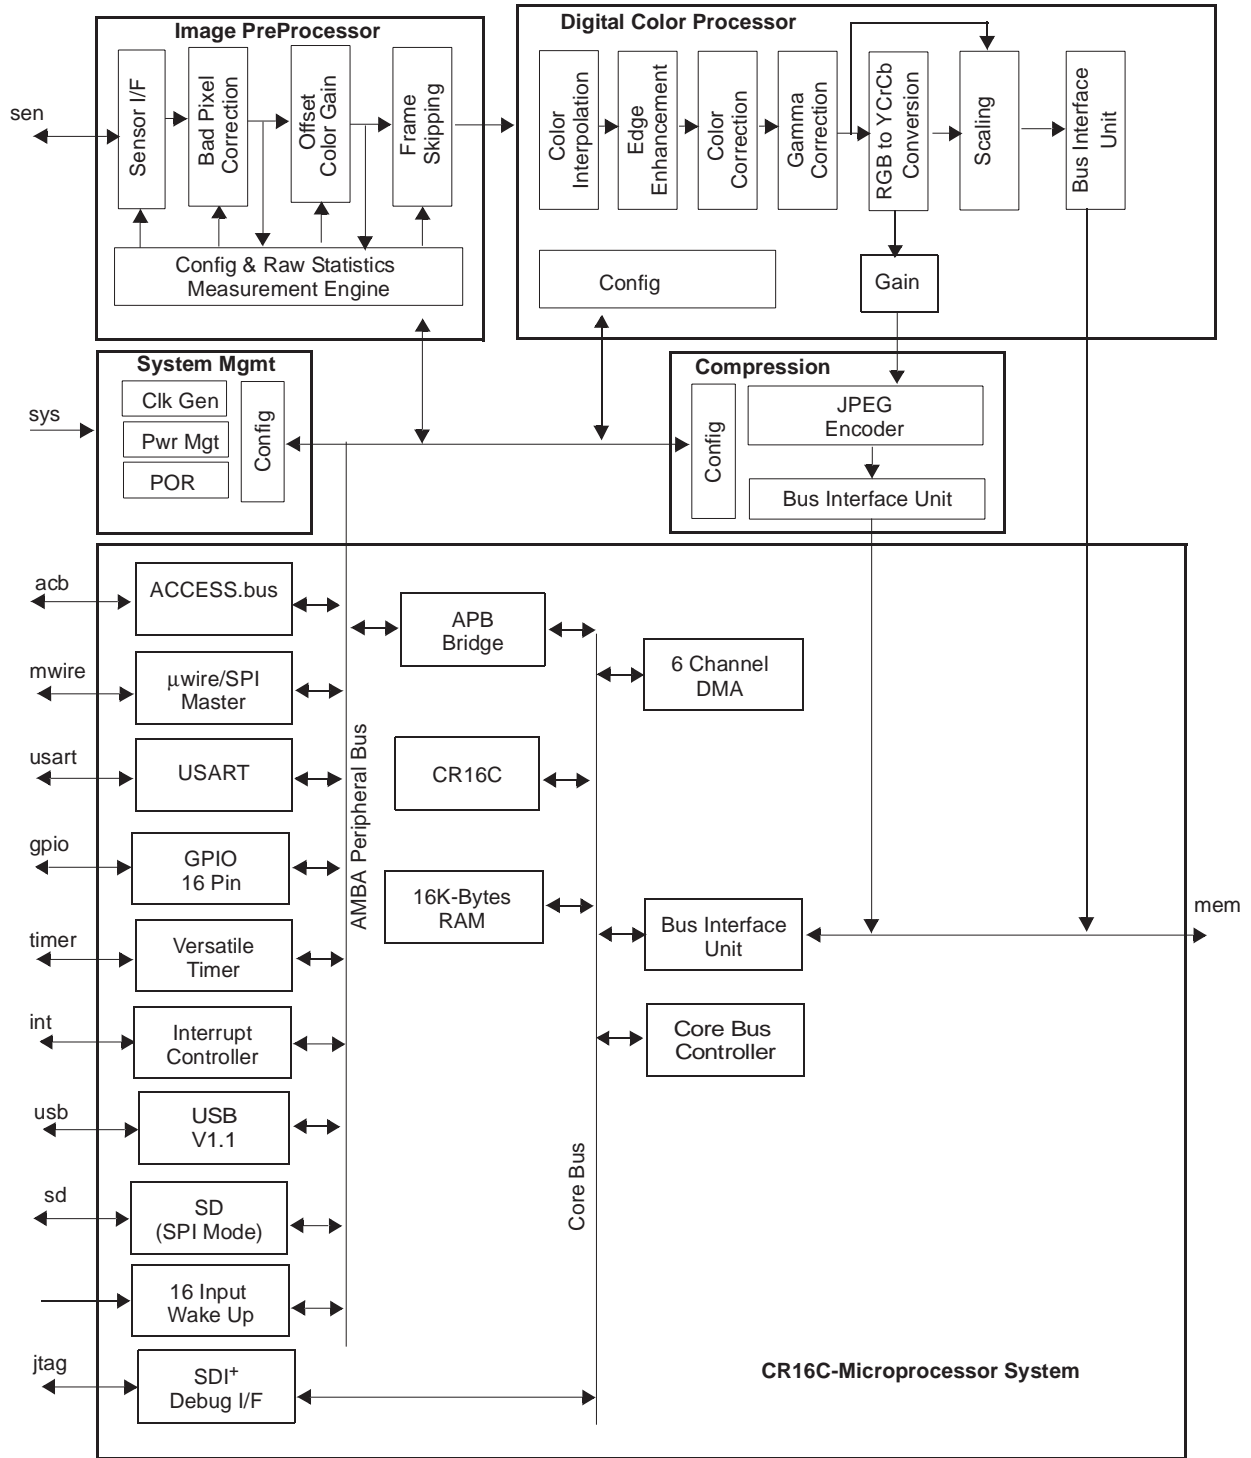 Image PreProcessor
Digital Color Processor
sen
Sensor I/F
Bad Pixel
Correction
Offset
Color Gain
Frame
Skipping
Config & Raw Statistics
Measurement Engine
Color
Interpolation
Edge
Enhancement
Color
Correction
Gamma
Correction
RGB to YCrCb
Conversion
Scaling
Bus Interface
Unit
Config
Gain
System Mgmt
sys
Clk Gen
Pwr Mgt
POR
Config
Compression
Config
JPEG
Encoder
Bus Interface Unit
acb
ACCESS.bus
mwire
μwire/SPI
Master
usart
USART
gpio
GPIO
16 Pin
timer
Versatile
Timer
int
Interrupt
Controller
usb
USB
V1.1
sd
SD
(SPI Mode)
16 Input
Wake Up
jtag
SDI+
Debug I/F
AMBA Peripheral Bus
APB
Bridge
CR16C
16K-Bytes
RAM
Core Bus
6 Channel
DMA
Bus Interface
Unit
mem
Core Bus
Controller
CR16C-Microprocessor System